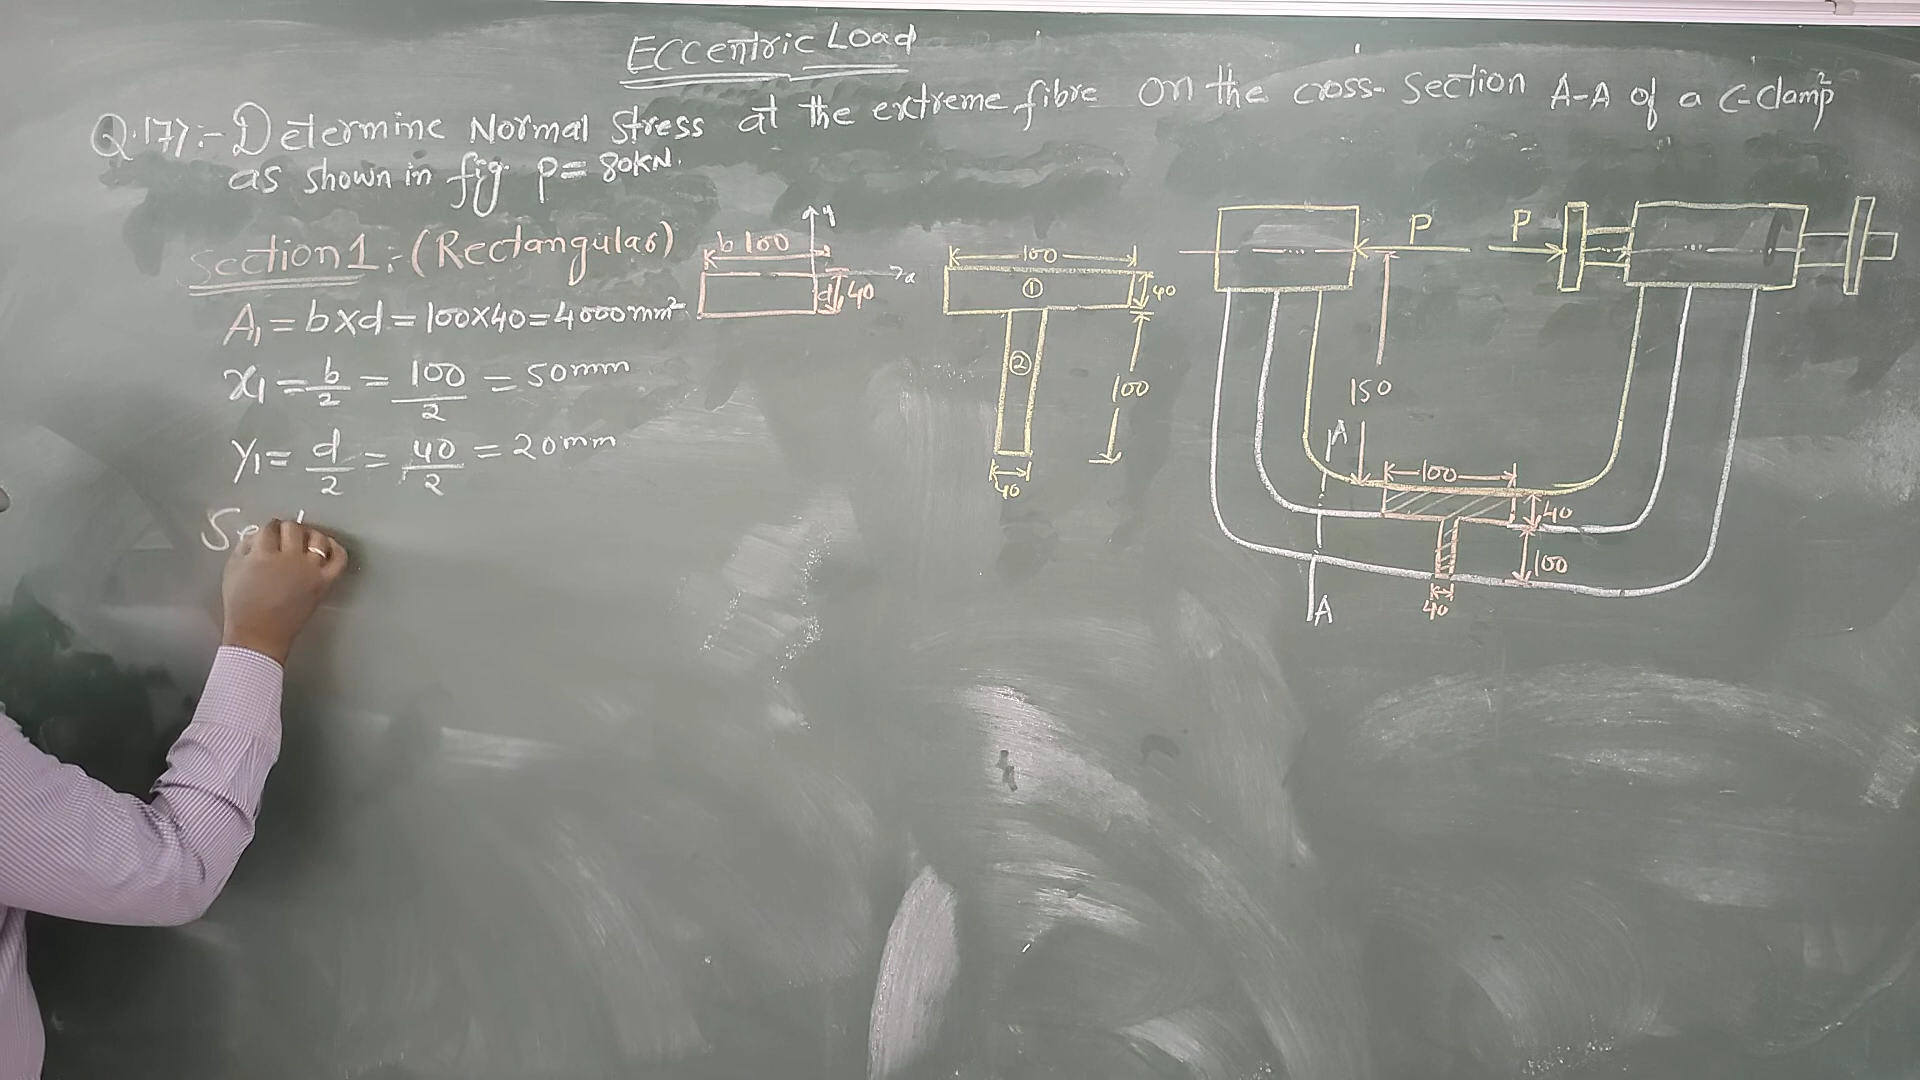 Eccentric Load
Q.17):- Determine Normal Stress at the extreme fibre on the cross-section A-A of a C-clamp
as shown in fig. P= 80KN.
Section 1:- (Rectangular)
A₁ = b×d = 100×40 = 4000mm²
x₁ = b/2 = 100/2 = 50mm
y₁ = d/2 = 40/2 = 20mm
Sect
y
b 100
x
d 40
100
① 40
②
100
40
P P
150
A
100
40
100
40
A